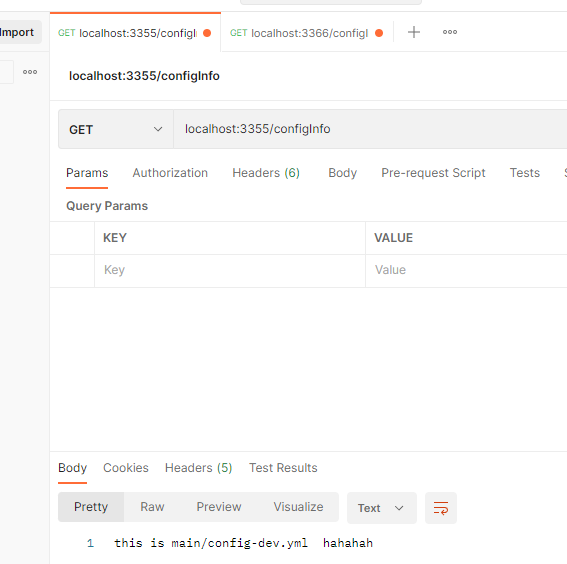 Import
GET localhost:3355/configI
GET localhost:3366/configI
localhost:3355/configInfo
GET
localhost:3355/configInfo
Params Authorization Headers (6) Body Pre-request Script Tests
Query Params
KEY VALUE
Key Value
Body Cookies Headers (5) Test Results
Pretty Raw Preview Visualize Text
1 this is main/config-dev.yml  hahahah